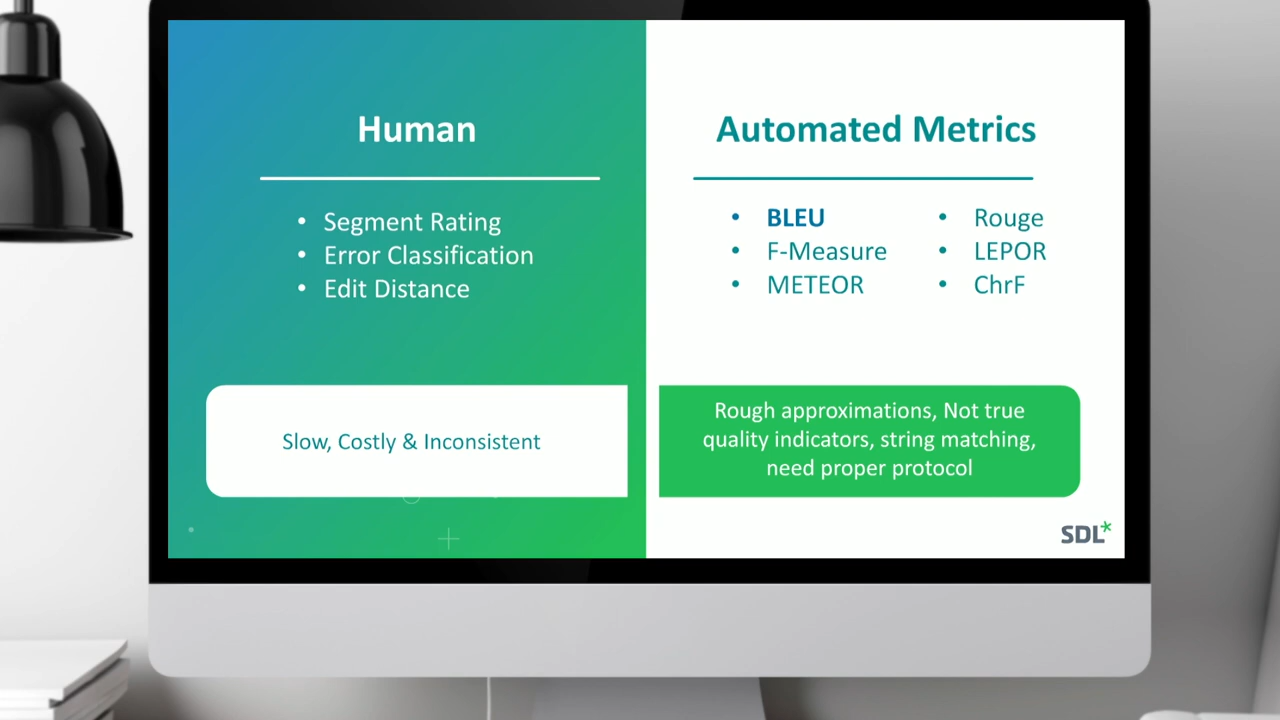 Human
• Segment Rating
• Error Classification
• Edit Distance
Slow, Costly & Inconsistent
Automated Metrics
• BLEU
• F-Measure
• METEOR
• Rouge
• LEPOR
• ChrF
Rough approximations, Not true
quality indicators, string matching,
need proper protocol
SDL*